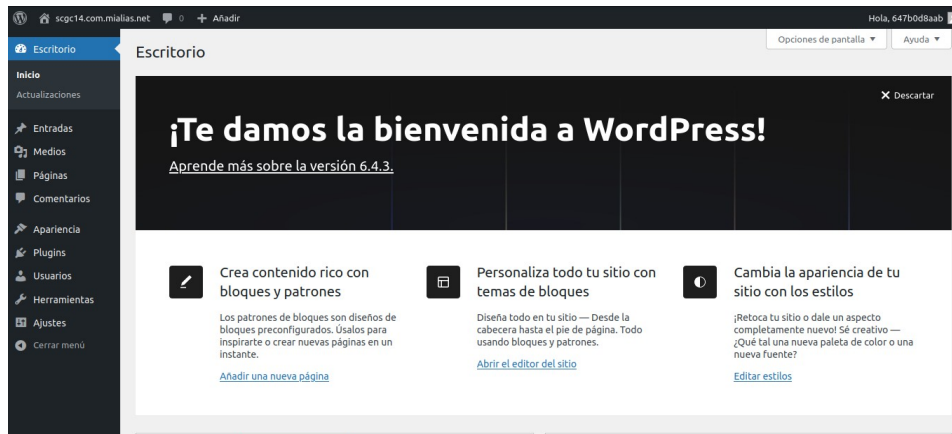 scgc14.com.mialias.net 0 Añadir Hola, 647b0d8aab
Opciones de pantalla Ayuda
Escritorio
Inicio
Actualizaciones
Entradas
Medios
Páginas
Comentarios
Apariencia
Plugins
Usuarios
Herramientas
Ajustes
Cerrar menú
Escritorio
Descartar
¡Te damos la bienvenida a WordPress!
Aprende más sobre la versión 6.4.3.
Crea contenido rico con
bloques y patrones
Los patrones de bloques son diseños de
bloques preconfigurados. Úsalos para
inspirarte o crear nuevas páginas en un
instante.
Añadir una nueva página
Personaliza todo tu sitio con
temas de bloques
Diseña todo en tu sitio — Desde la
cabecera hasta el pie de página. Todo
usando bloques y patrones.
Abrir el editor del sitio
Cambia la apariencia de tu
sitio con los estilos
¡Retoca tu sitio o dale un aspecto
completamente nuevo! Sé creativo —
¿Qué tal una nueva paleta de color o una
nueva fuente?
Editar estilos